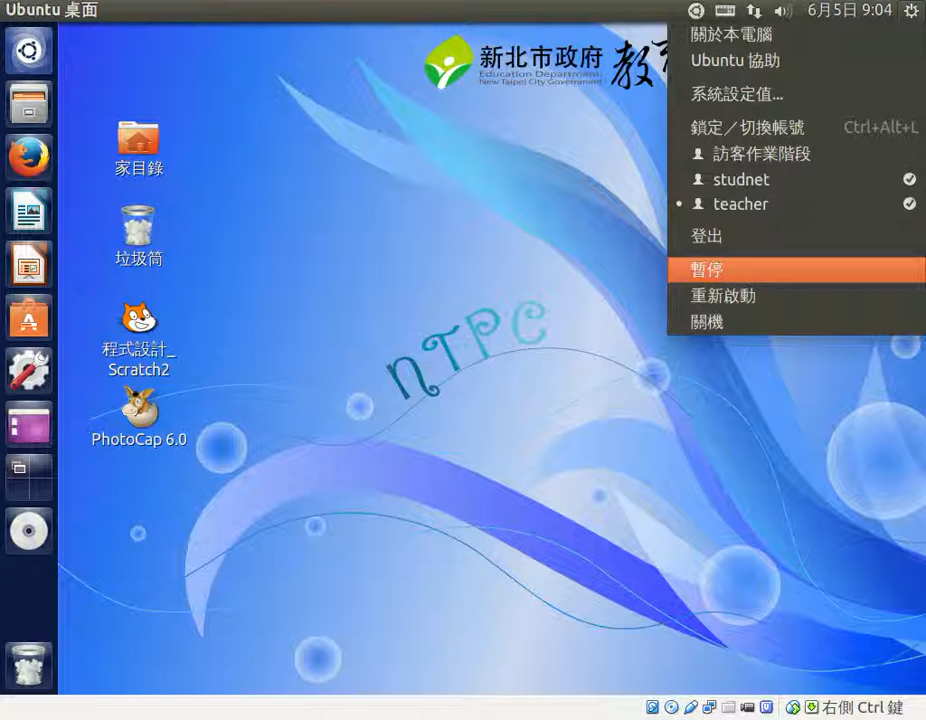 Ubuntu 桌面
6月5日 9:04
新北市政府
Education Department,
New Taipei City Government
教
關於本電腦
Ubuntu 協助
系統設定值...
鎖定／切換帳號 Ctrl+Alt+L
訪客作業階段
studnet
teacher
登出
暫停
重新啟動
關機
家目錄
垃圾筒
程式設計_
Scratch2
PhotoCap 6.0
NTPC
右側 Ctrl 鍵